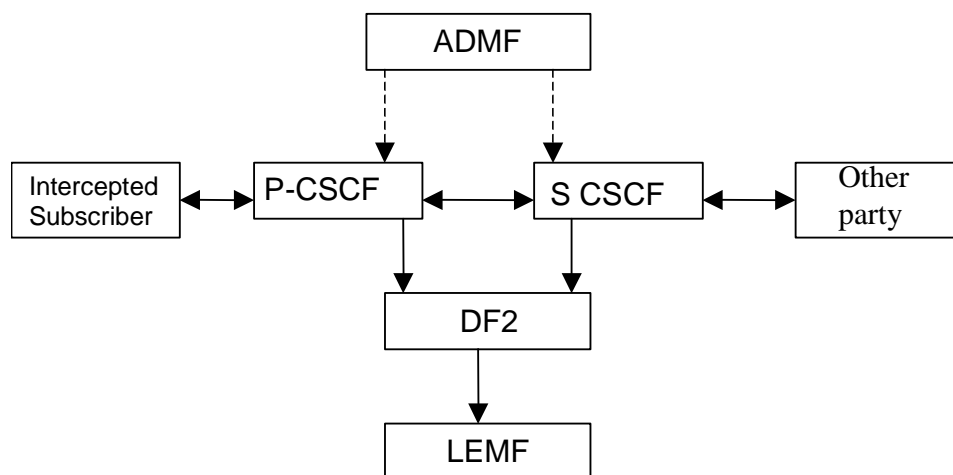 ADMF
Intercepted
Subscriber
P-CSCF
S CSCF
Other
party
DF2
LEMF